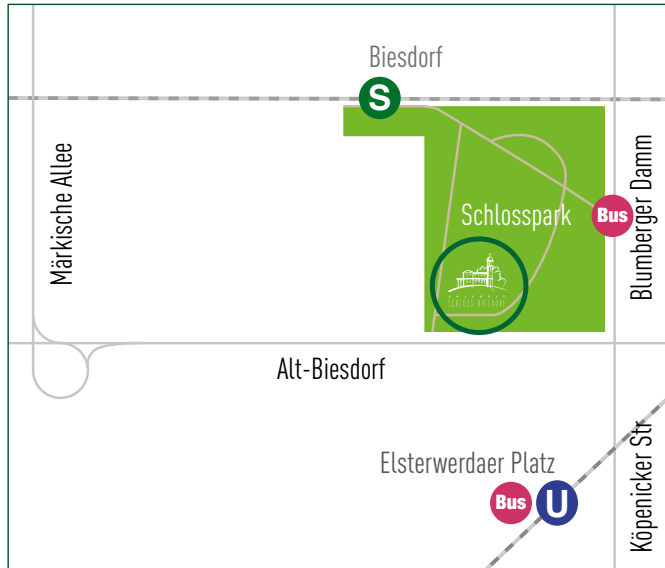 Biesdorf
S
Märkische Allee
Blumberger Damm
Schlosspark
Bus
SCHLOSS BIESDORF
Alt-Biesdorf
Elsterwerdaer Platz
Bus
U
Köpenicker Str